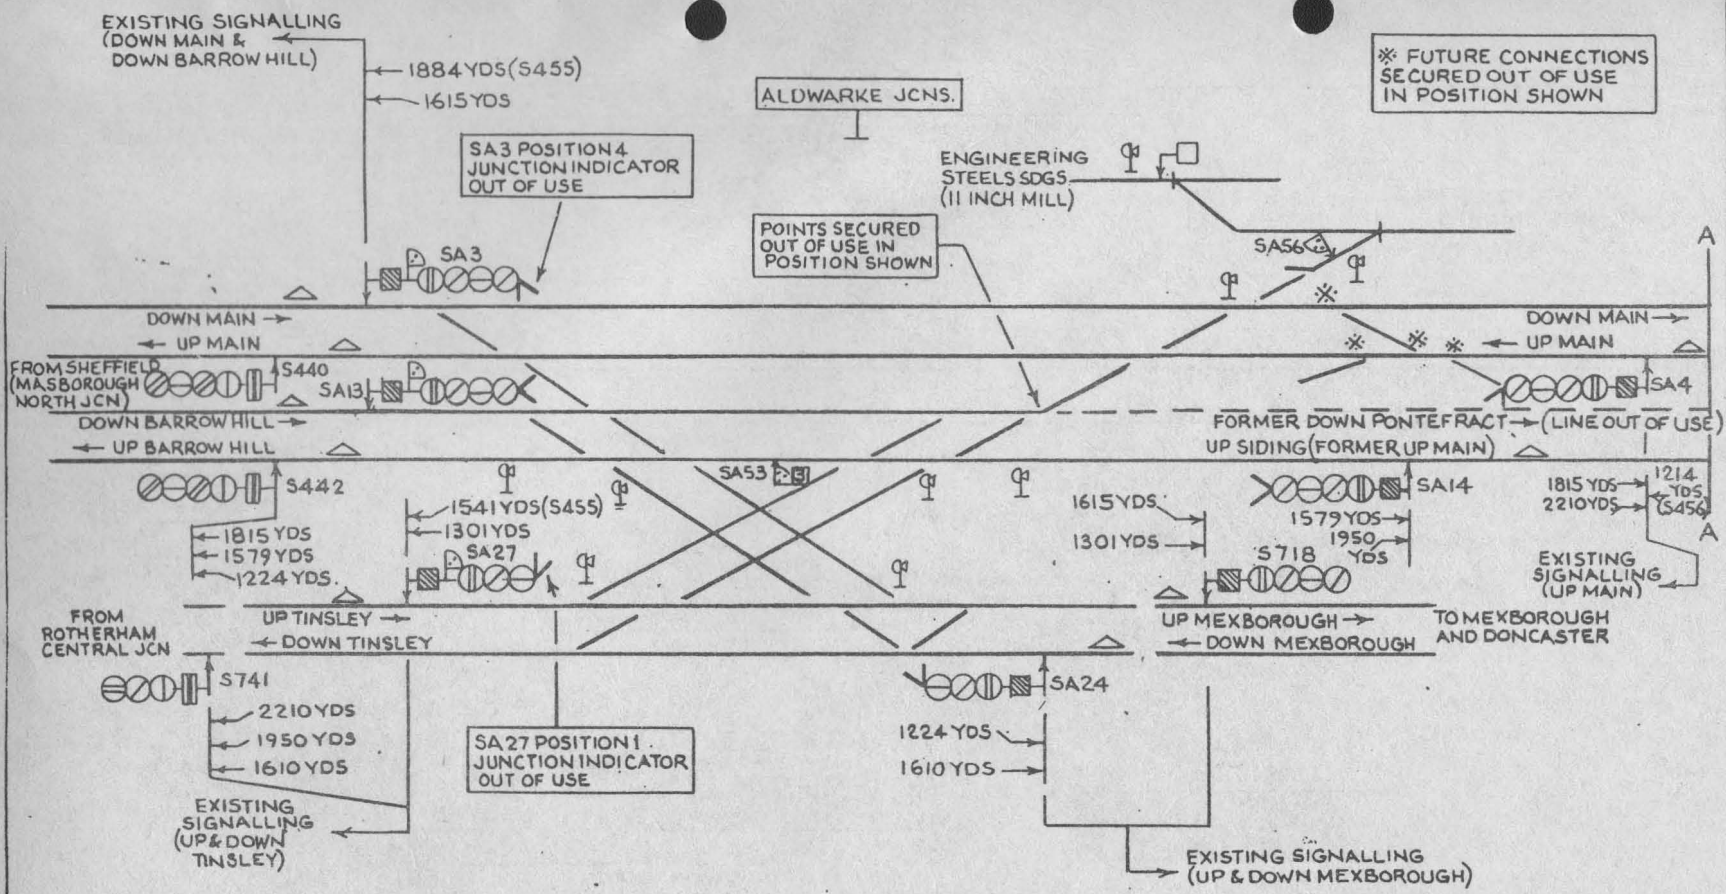 EXISTING SIGNALLING
(DOWN MAIN &
DOWN BARROW HILL)
1884 YDS (S455)
1615 YDS
ALDWARKE JCNS.
※ FUTURE CONNECTIONS
SECURED OUT OF USE
IN POSITION SHOWN
SA3 POSITION 4
JUNCTION INDICATOR
OUT OF USE
ENGINEERING
STEELS SDGS
(11 INCH MILL)
POINTS SECURED
OUT OF USE IN
POSITION SHOWN
SA3
SA56
A
※
DOWN MAIN →
DOWN MAIN →
← UP MAIN
※ ※ ※
← UP MAIN
FROM SHEFFIELD
(MASBOROUGH
NORTH JCN)
S440
SA13
SA4
DOWN BARROW HILL →
FORMER DOWN PONTEFRACT → (LINE OUT OF USE)
← UP BARROW HILL
UP SIDING (FORMER UP MAIN)
S442
SA53
S
SA14
1815 YDS
1579 YDS
1224 YDS.
1541 YDS (S455)
1301 YDS
SA27
1615 YDS
1301 YDS
1579 YDS
1950
YDS
S718
1815 YDS
2210 YDS
1214
YDS
(S456)
A
EXISTING
SIGNALLING
(UP MAIN)
FROM
ROTHERHAM
CENTRAL JCN
UP TINSLEY →
← DOWN TINSLEY
UP MEXBOROUGH →
← DOWN MEXBOROUGH
TO MEXBOROUGH
AND DONCASTER
S741
SA24
2210 YDS
1950 YDS
1610 YDS
SA27 POSITION 1
JUNCTION INDICATOR
OUT OF USE
1224 YDS
1610 YDS
EXISTING
SIGNALLING
(UP & DOWN
TINSLEY)
EXISTING SIGNALLING
(UP & DOWN MEXBOROUGH)